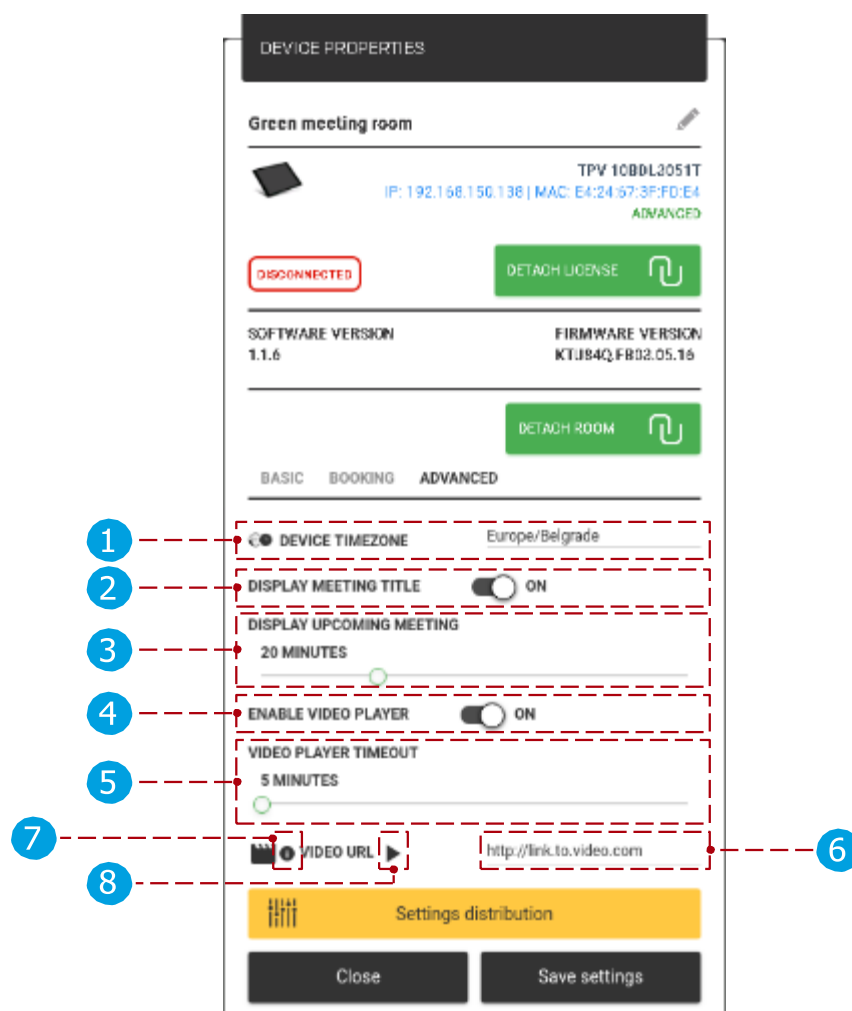 DEVICE PROPERTIES
Green meeting room
TPV 10BDL3051T
IP: 192.168.150.138 | MAC: E4:24:67:3F:FD:E4
ADVANCED
DISCONNECTED
DETACH LICENSE
SOFTWARE VERSION FIRMWARE VERSION
1.1.6 KTU84Q.FB02.05.16
DETACH ROOM
BASIC BOOKING ADVANCED
1 DEVICE TIMEZONE Europe/Belgrade
2 DISPLAY MEETING TITLE ON
DISPLAY UPCOMING MEETING
3 20 MINUTES
4 ENABLE VIDEO PLAYER ON
VIDEO PLAYER TIMEOUT
5 5 MINUTES
7 VIDEO URL http://link.to.video.com 6
8
Settings distribution
Close Save settings